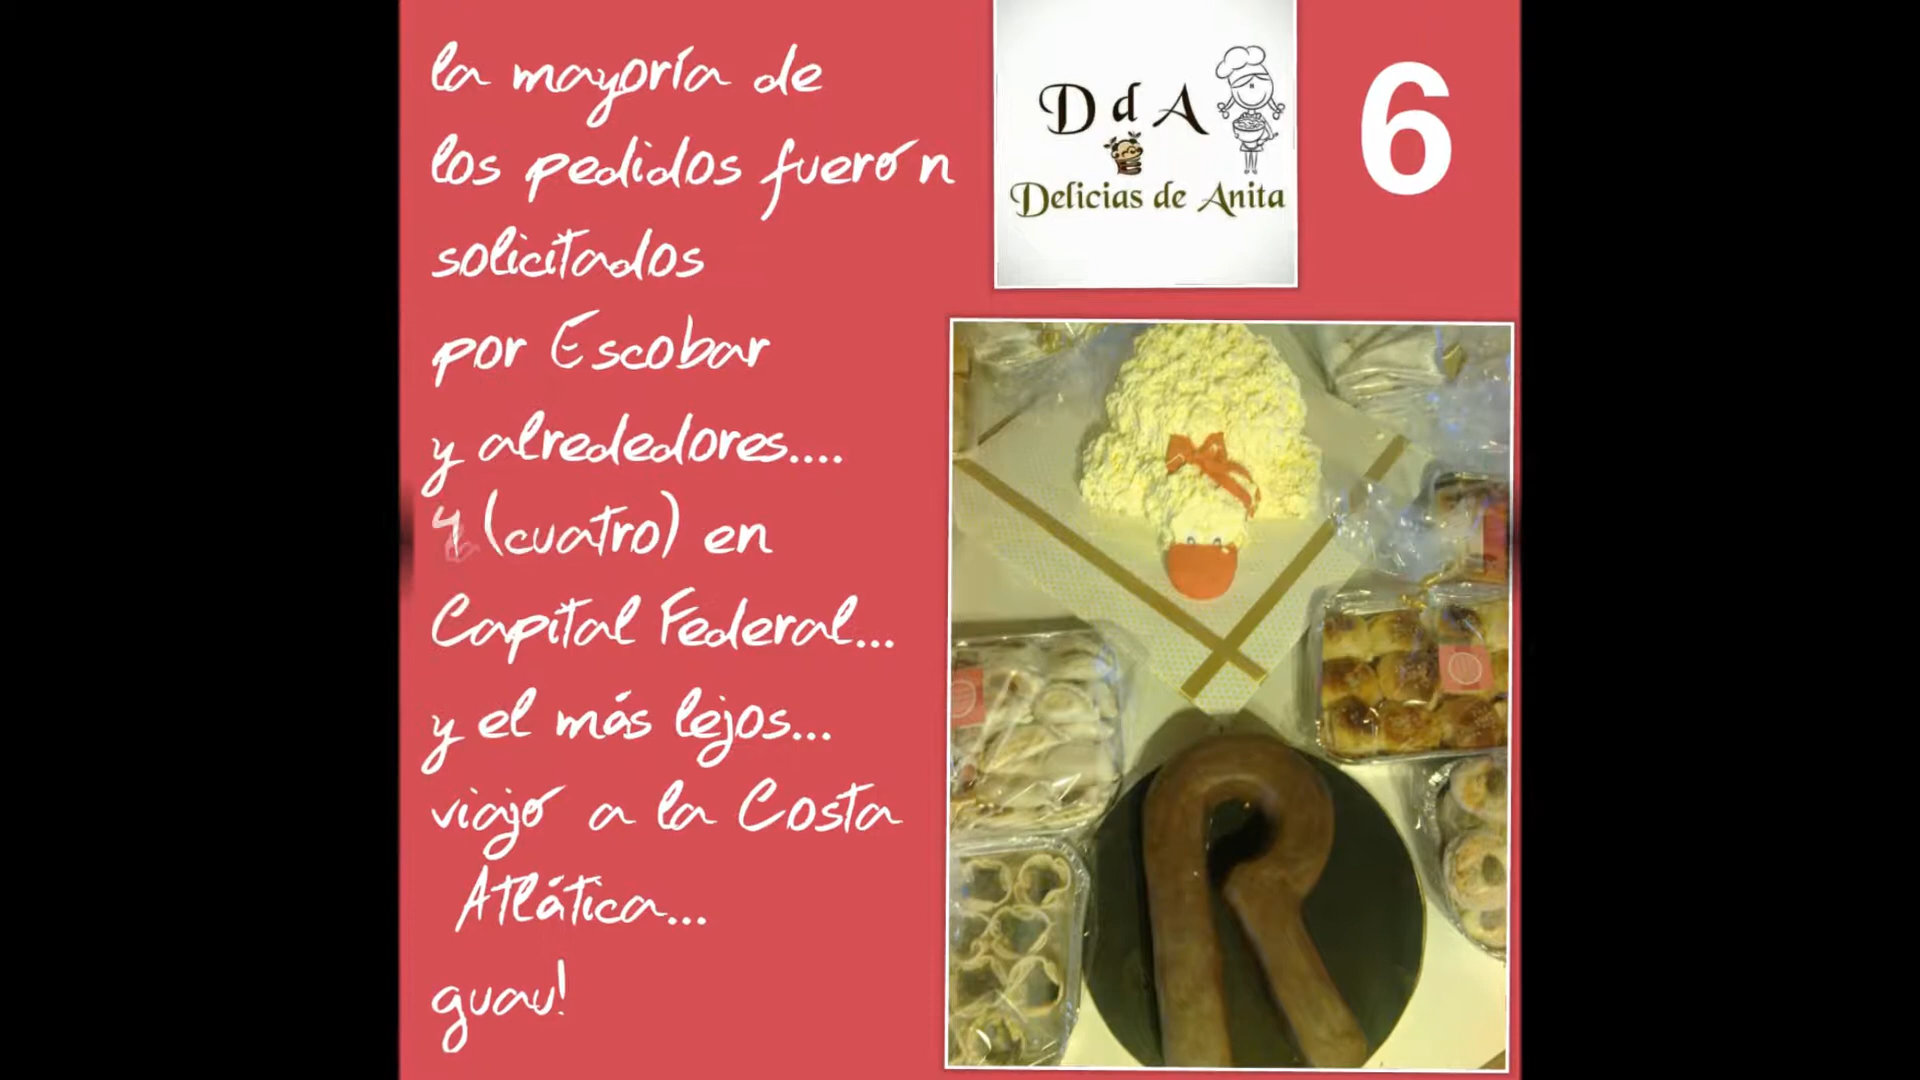 la mayoría de
los pedidos fuerón
solicitados
por Escobar
y alrededores....
4 (cuatro) en
Capital Federal...
y el más lejos...
viajó a la Costa
Atlática...
guau!
D d A
Delicias de Anita
6